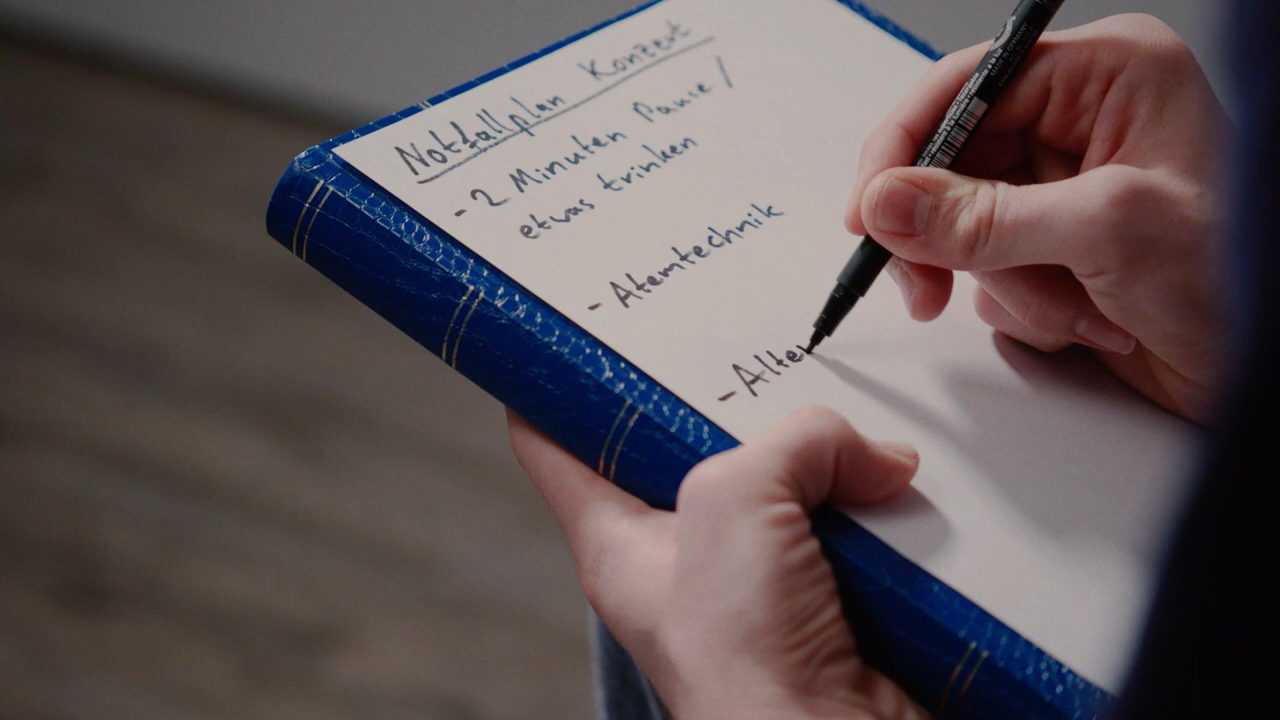 Notfallplan Konzert
- 2 Minuten Pause /
etwas trinken
- Atemtechnik
- Alter